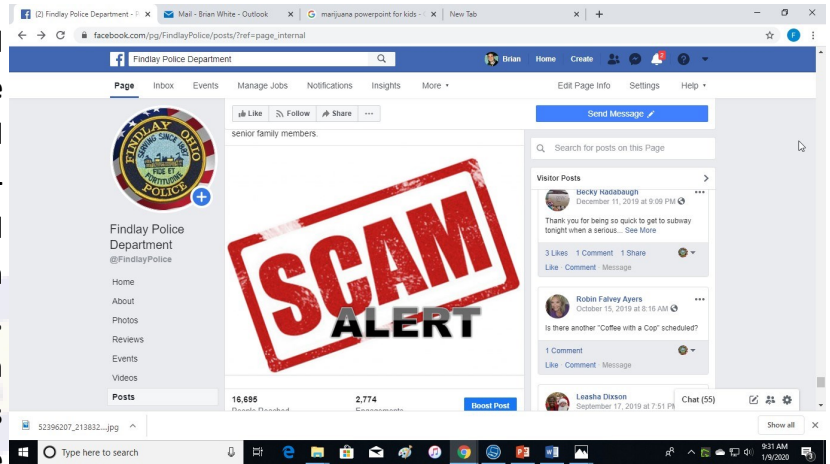 (2) Findlay Police Department - F
Mail - Brian White - Outlook
marijuana powerpoint for kids -
New Tab
facebook.com/pg/FindlayPolice/posts/?ref=page_internal
F
Findlay Police Department
Brian Home Create
2
Page Inbox Events Manage Jobs Notifications Insights More
Edit Page Info Settings Help
Like Follow Share
Send Message
senior family members.
Search for posts on this Page
FINDLAY OHIO
SERVING SINCE 1887
FIDE ET
FORTITUDINE
POLICE
Findlay Police
Department
@FindlayPolice
Home
About
Photos
Reviews
Events
Videos
Posts
SCAM
ALERT
16,695
2,774
People Reached
Engagements
Boost Post
Visitor Posts
Becky Radabaugh
December 11, 2019 at 9:09 PM
Thank you for being so quick to get to subway
tonight when a serious... See More
3 Likes 1 Comment 1 Share
Like · Comment · Message
Robin Falvey Ayers
October 15, 2019 at 8:16 AM
Is there another "Coffee with a Cop" scheduled?
1 Comment
Like · Comment · Message
Leasha Dixson
September 17, 2019 at 7:51 PM
Chat (55)
52396207_213832....jpg
Show all
Type here to search
9:31 AM
1/9/2020
3